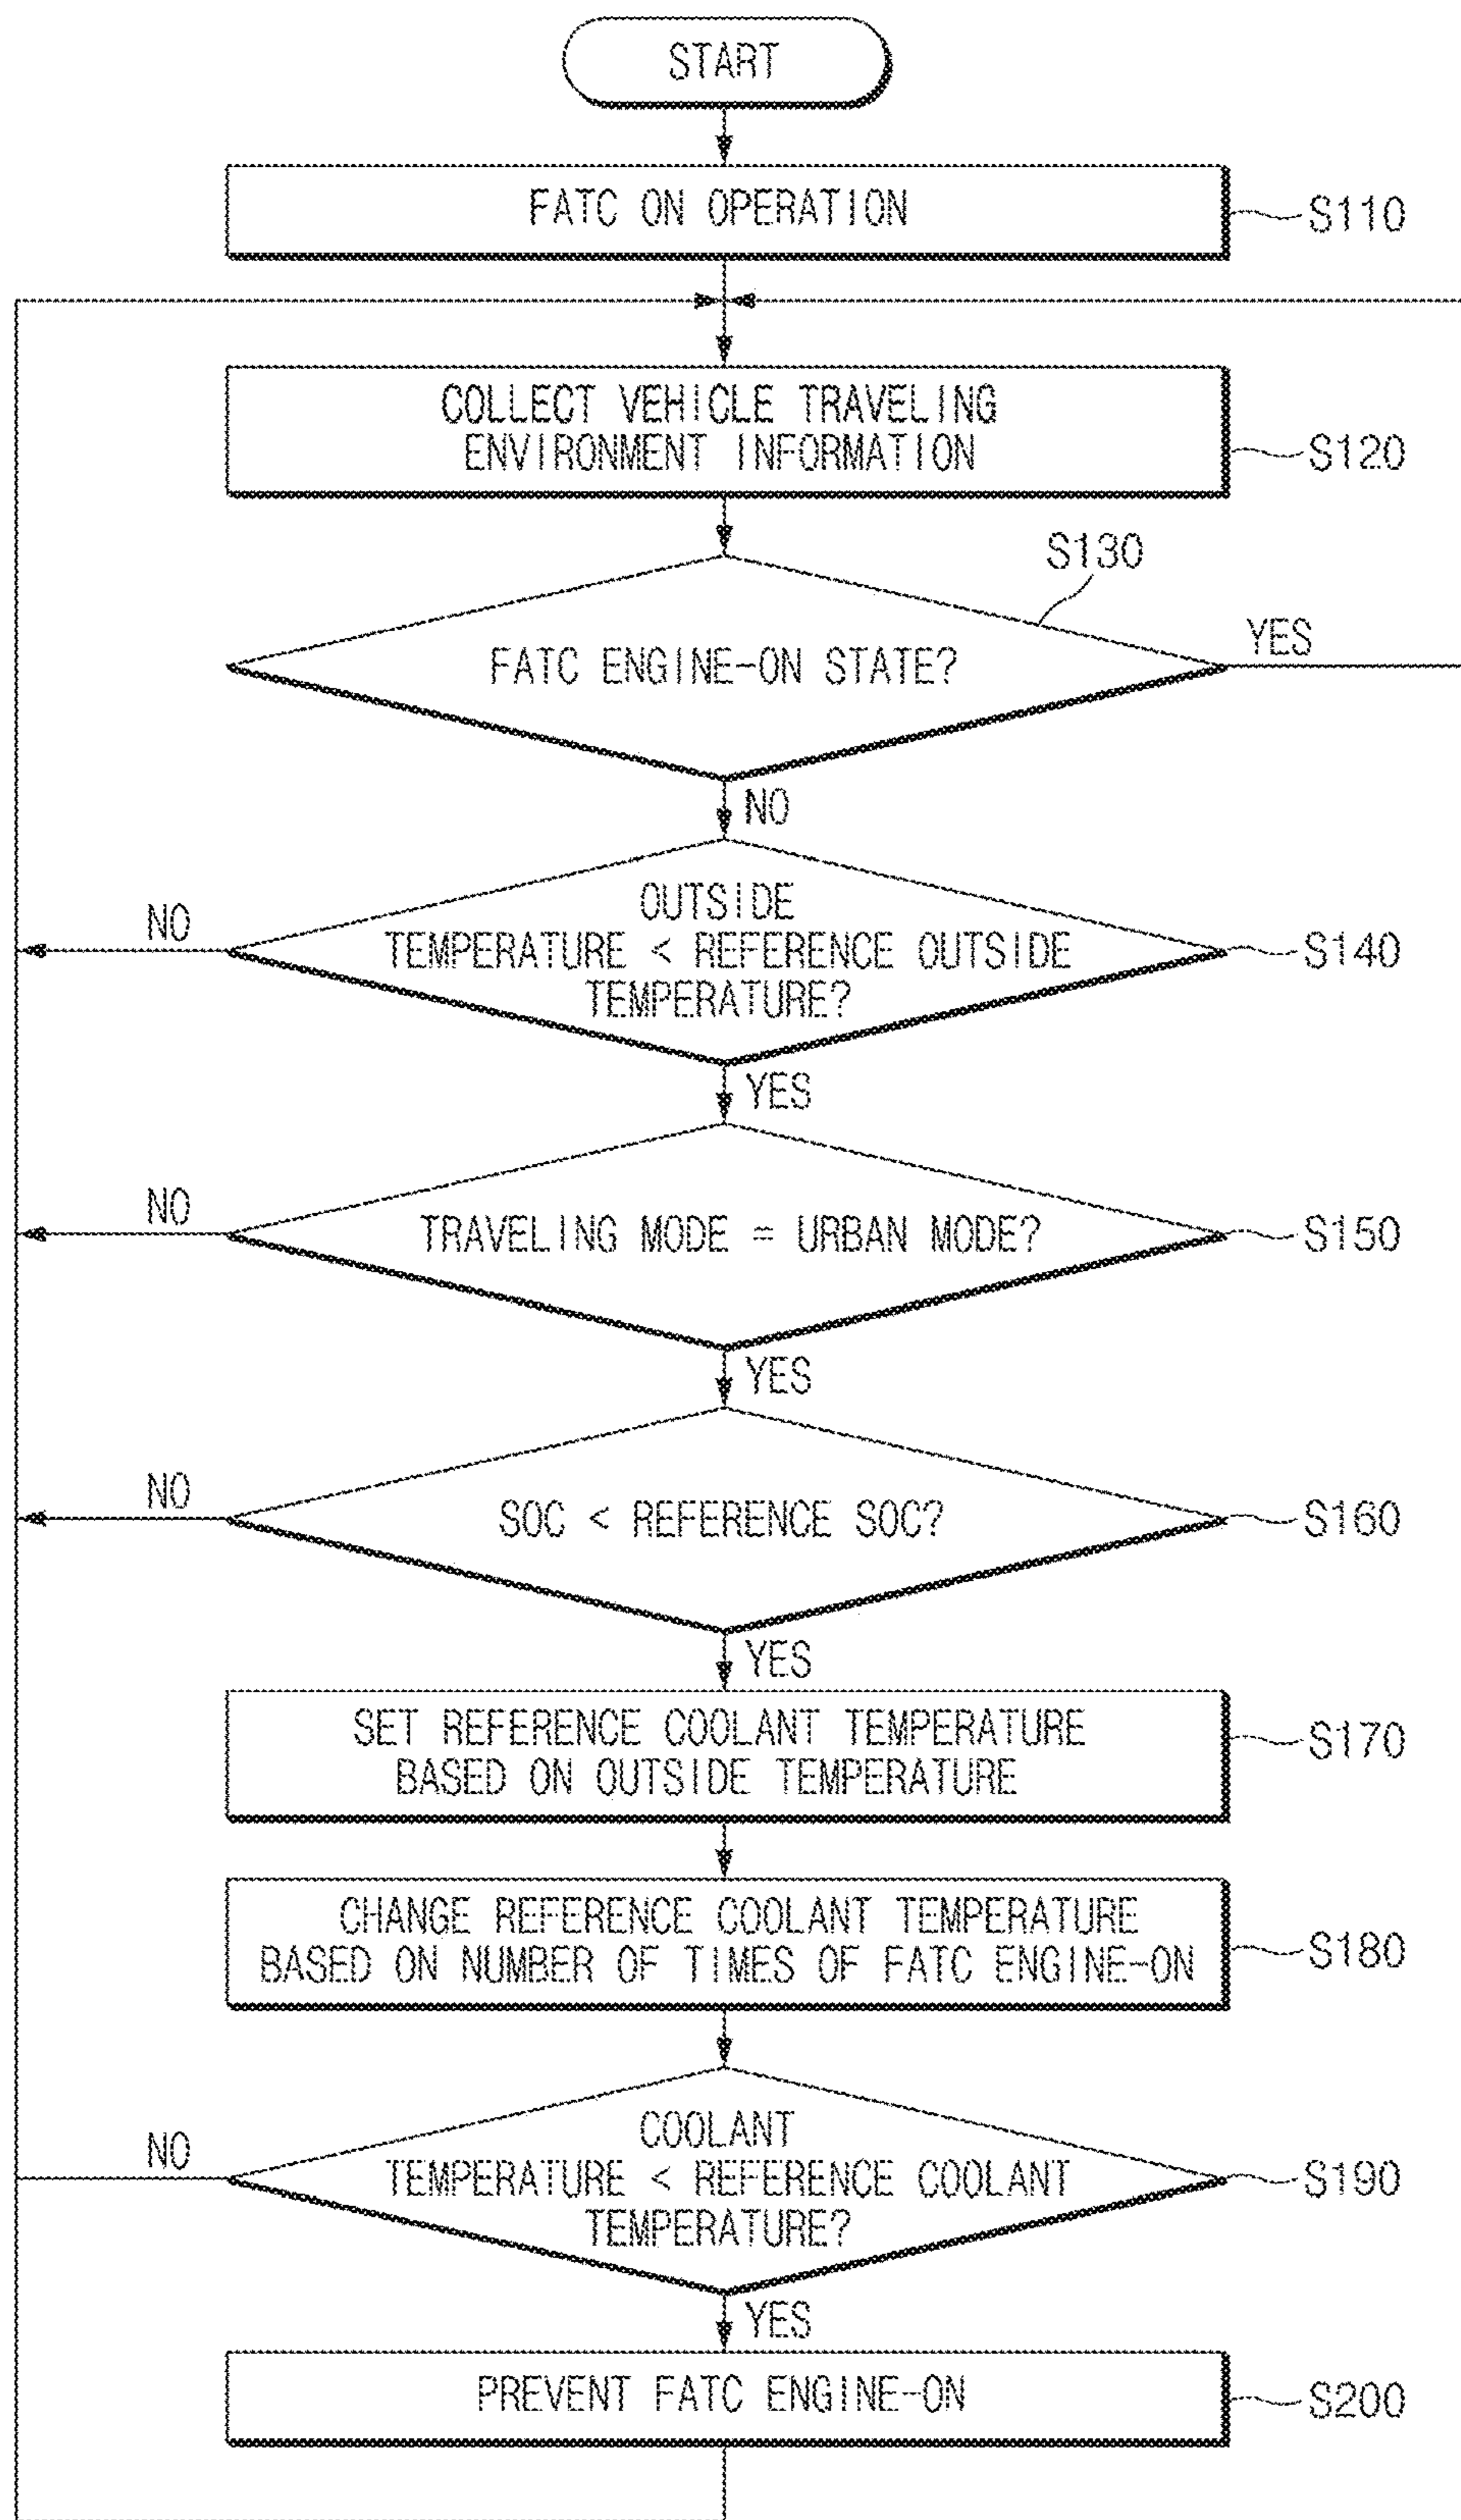 START
FATC ON OPERATION
S110
COLLECT VEHICLE TRAVELING
ENVIRONMENT INFORMATION
S120
S130
FATC ENGINE-ON STATE?
YES
NO
OUTSIDE
TEMPERATURE < REFERENCE OUTSIDE
TEMPERATURE?
NO
S140
YES
TRAVELING MODE = URBAN MODE?
NO
S150
YES
SOC < REFERENCE SOC?
NO
S160
YES
SET REFERENCE COOLANT TEMPERATURE
BASED ON OUTSIDE TEMPERATURE
S170
CHANGE REFERENCE COOLANT TEMPERATURE
BASED ON NUMBER OF TIMES OF FATC ENGINE-ON
S180
COOLANT
TEMPERATURE < REFERENCE COOLANT
TEMPERATURE?
NO
S190
YES
PREVENT FATC ENGINE-ON
S200